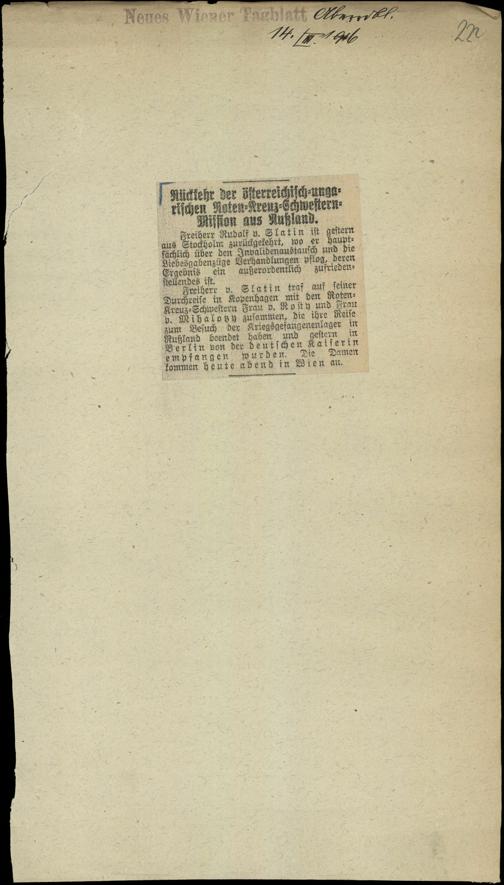 Neues Wiener Tagblatt Abendbl.
14./III. 1916
22
Rückkehr der österreichisch-unga-
rischen Roten-Kreuz-Schwestern-
Mission aus Rußland.
Freiherr Rudolf v. Slatin ist gestern
aus Stockholm zurückgekehrt, wo er haupt-
sächlich über den Invalidenaustausch und die
Liebesgabenzüge Verhandlungen pflog, deren
Ergebnis ein außerordentlich zufrieden-
stellendes ist.
Freiherr v. Slatin traf auf seiner
Durchreise in Kopenhagen mit den Roten-
Kreuz-Schwestern Frau v. Rosty und Frau
v. Mihalotzy zusammen, die ihre Reise
zum Besuch der Kriegsgefangenenlager in
Rußland beendet haben und gestern in
Berlin von der deutschen Kaiserin
empfangen wurden. Die Damen
kommen heute abend in Wien an.